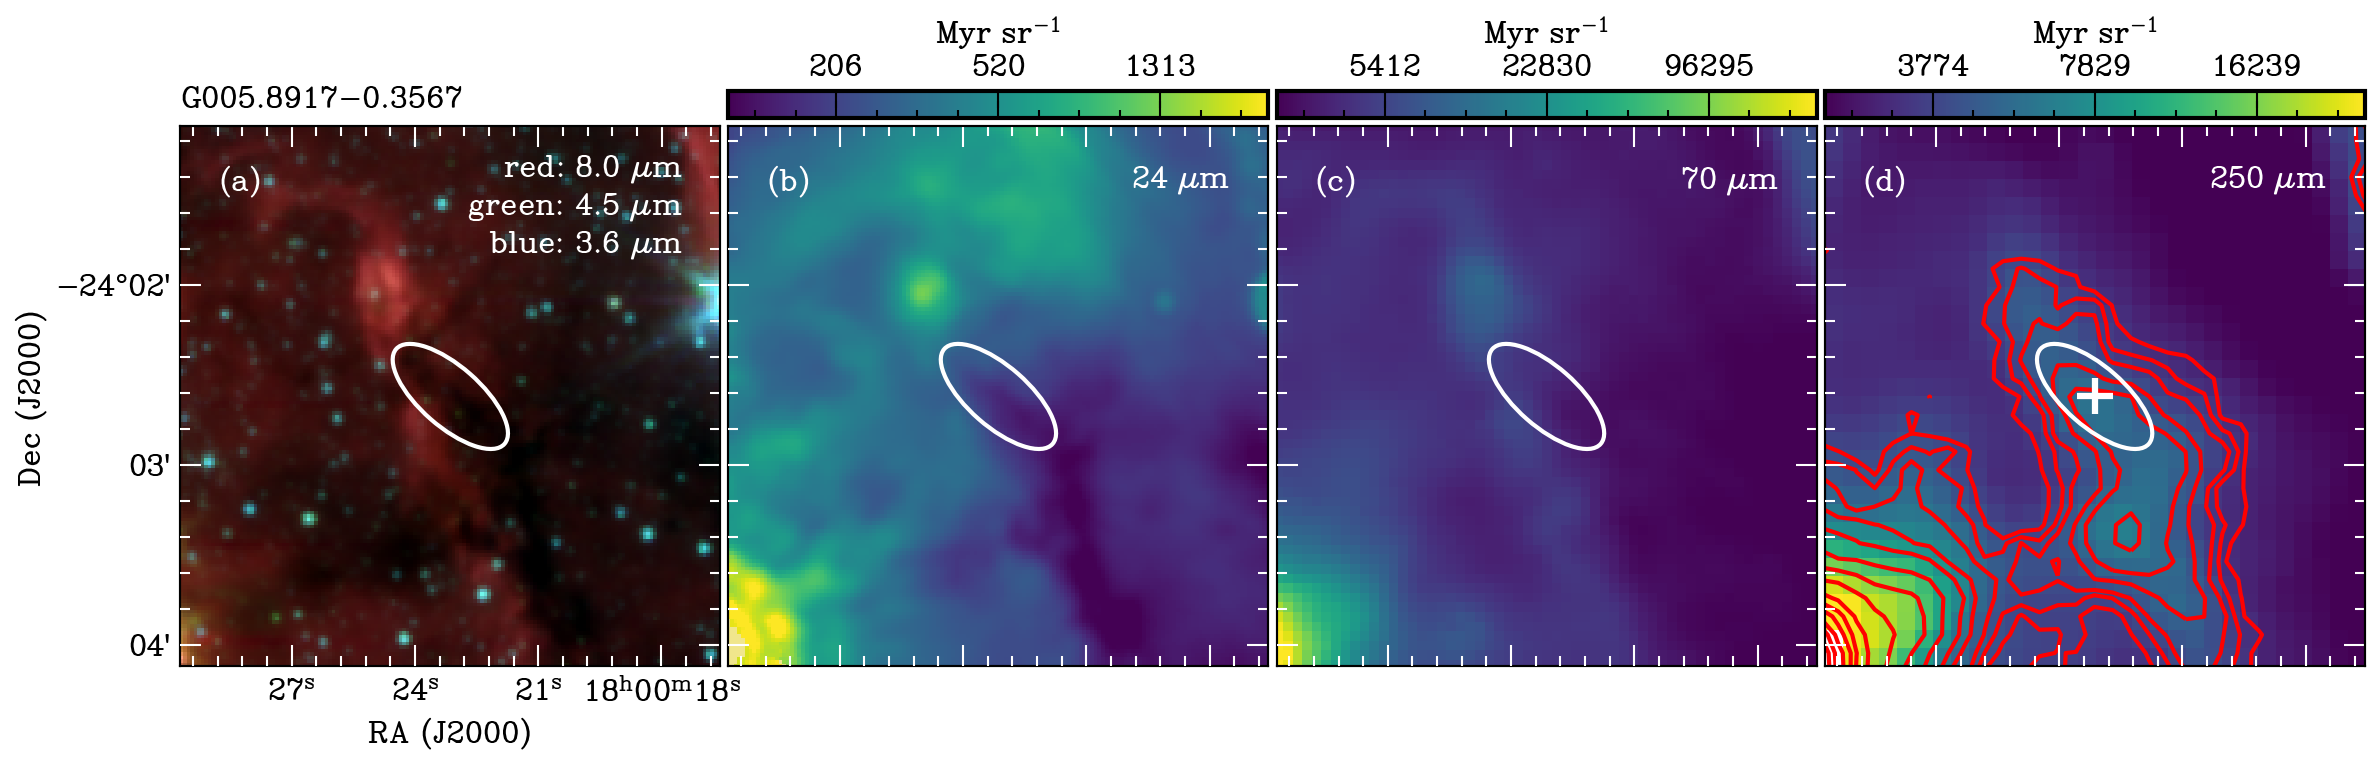 Myr sr⁻¹ Myr sr⁻¹ Myr sr⁻¹
206 520 1313 5412 22830 96295 3774 7829 16239
G005.8917−0.3567
(a) red: 8.0 μm
green: 4.5 μm
blue: 3.6 μm
(b) 24 μm
(c) 70 μm
(d) 250 μm
−24°02'
03'
04'
Dec (J2000)
27ˢ 24ˢ 21ˢ 18ʰ00ᵐ18ˢ
RA (J2000)